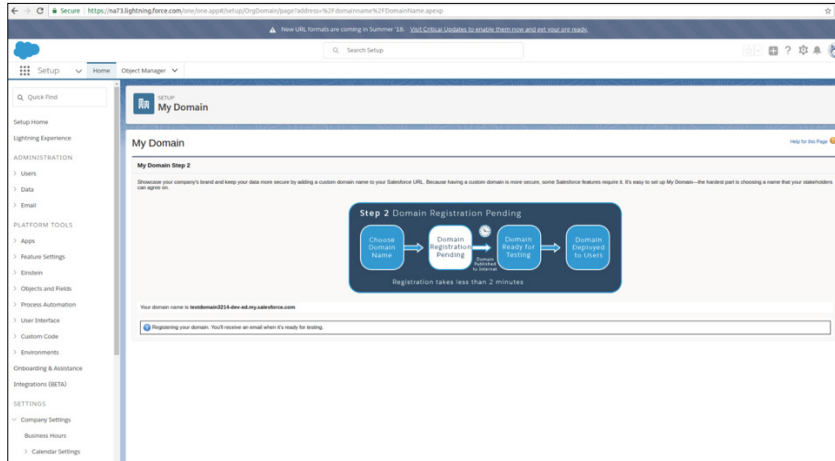 Secure https://na73.lightning.force.com/one/one.app#/setup/OrgDomain/page?address=%2Fdomainname%2FDomainName.apexp
New URL formats are coming in Summer '18. Visit Critical Updates to enable them now and get your org ready.
Search Setup
Setup Home Object Manager
Quick Find
SETUP
My Domain
Setup Home
Lightning Experience
ADMINISTRATION
Users
Data
Email
PLATFORM TOOLS
Apps
Feature Settings
Einstein
Objects and Fields
Process Automation
User Interface
Custom Code
Environments
Onboarding & Assistance
Integrations (BETA)
SETTINGS
Company Settings
Business Hours
Calendar Settings
My Domain
Help for this Page
My Domain Step 2
Showcase your company's brand and keep your data more secure by adding a custom domain name to your Salesforce URL. Because having a custom domain is more secure, some Salesforce features require it. It's easy to set up My Domain—the hardest part is choosing a name that your stakeholders
can agree on.
Step 2 Domain Registration Pending
Choose
Domain
Name
Domain
Registration
Pending
Domain
Published
to Internet
Domain
Ready for
Testing
Domain
Deployed
to Users
Registration takes less than 2 minutes
Your domain name is testdomain3214-dev-ed.my.salesforce.com
Registering your domain. You'll receive an email when it's ready for testing.